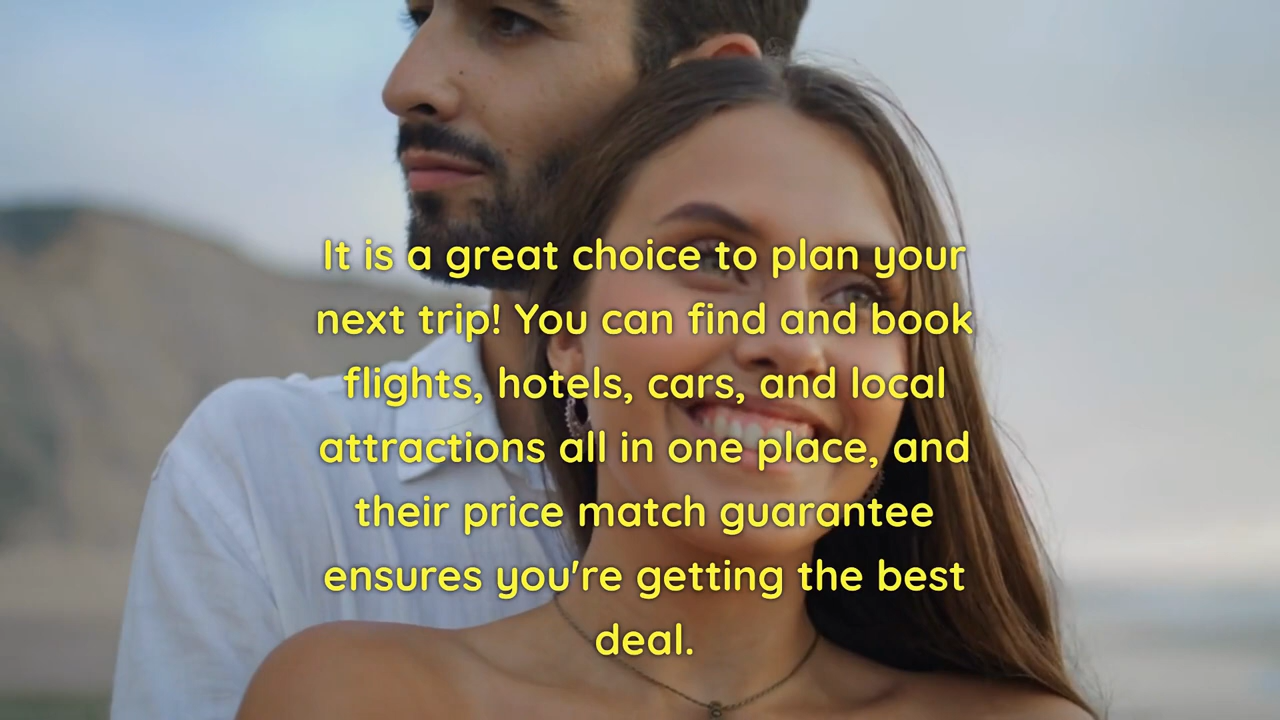 It is a great choice to plan your
next trip! You can find and book
flights, hotels, cars, and local
attractions all in one place, and
their price match guarantee
ensures you're getting the best
deal.